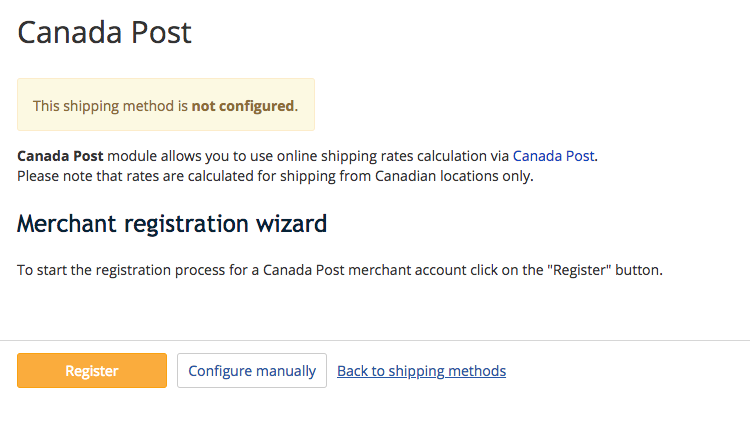 Canada Post
This shipping method is not configured.
Canada Post module allows you to use online shipping rates calculation via Canada Post.
Please note that rates are calculated for shipping from Canadian locations only.
Merchant registration wizard
To start the registration process for a Canada Post merchant account click on the "Register" button.
Register Configure manually Back to shipping methods